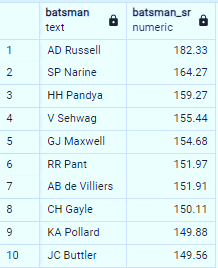 batsman batsman_sr
text numeric
1 AD Russell 182.33
2 SP Narine 164.27
3 HH Pandya 159.27
4 V Sehwag 155.44
5 GJ Maxwell 154.68
6 RR Pant 151.97
7 AB de Villiers 151.91
8 CH Gayle 150.11
9 KA Pollard 149.88
10 JC Buttler 149.56